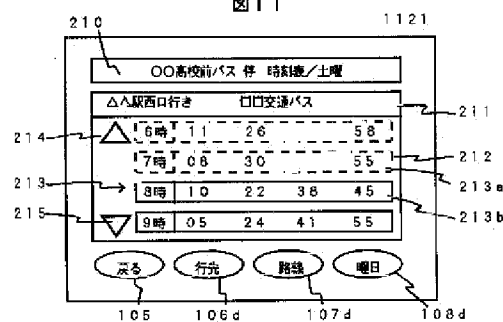 図11
210
1121
○○高校前バス停 時刻表/土曜
△△駅西口行き 口口交通バス
211
214
6時 11 26 58
7時 08 30 55
212
213
213a
8時 10 22 38 45
213b
215
9時 05 24 41 55
戻る 行先 路線 曜日
105 106d 107d 108d